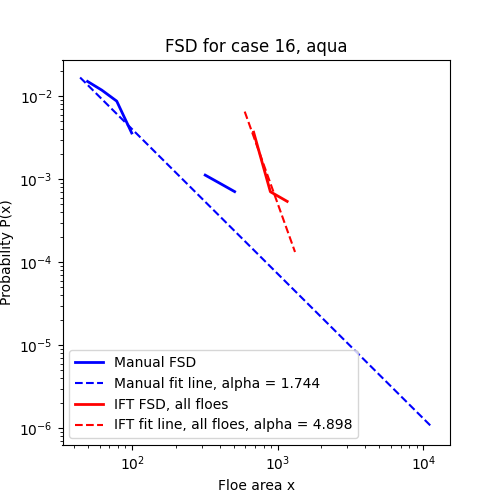 FSD for case 16, aqua
Probability P(x)
10⁻²
10⁻³
10⁻⁴
10⁻⁵
10⁻⁶
Manual FSD
Manual fit line, alpha = 1.744
IFT FSD, all floes
IFT fit line, all floes, alpha = 4.898
10²
10³
10⁴
Floe area x